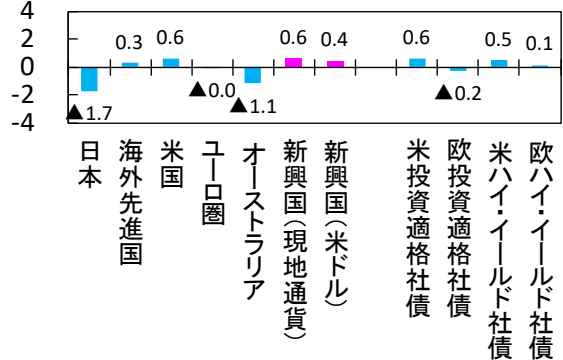 4
2
0
-2
-4
▲1.7
0.3
0.6
▲0.0
▲1.1
0.6
0.4
0.6
▲0.2
0.5
0.1
日本
海外先進国
米国
ユーロ圏
オーストラリア
新興国(現地通貨)
新興国(米ドル)
米投資適格社債
欧投資適格社債
米ハイ・イールド社債
欧ハイ・イールド社債